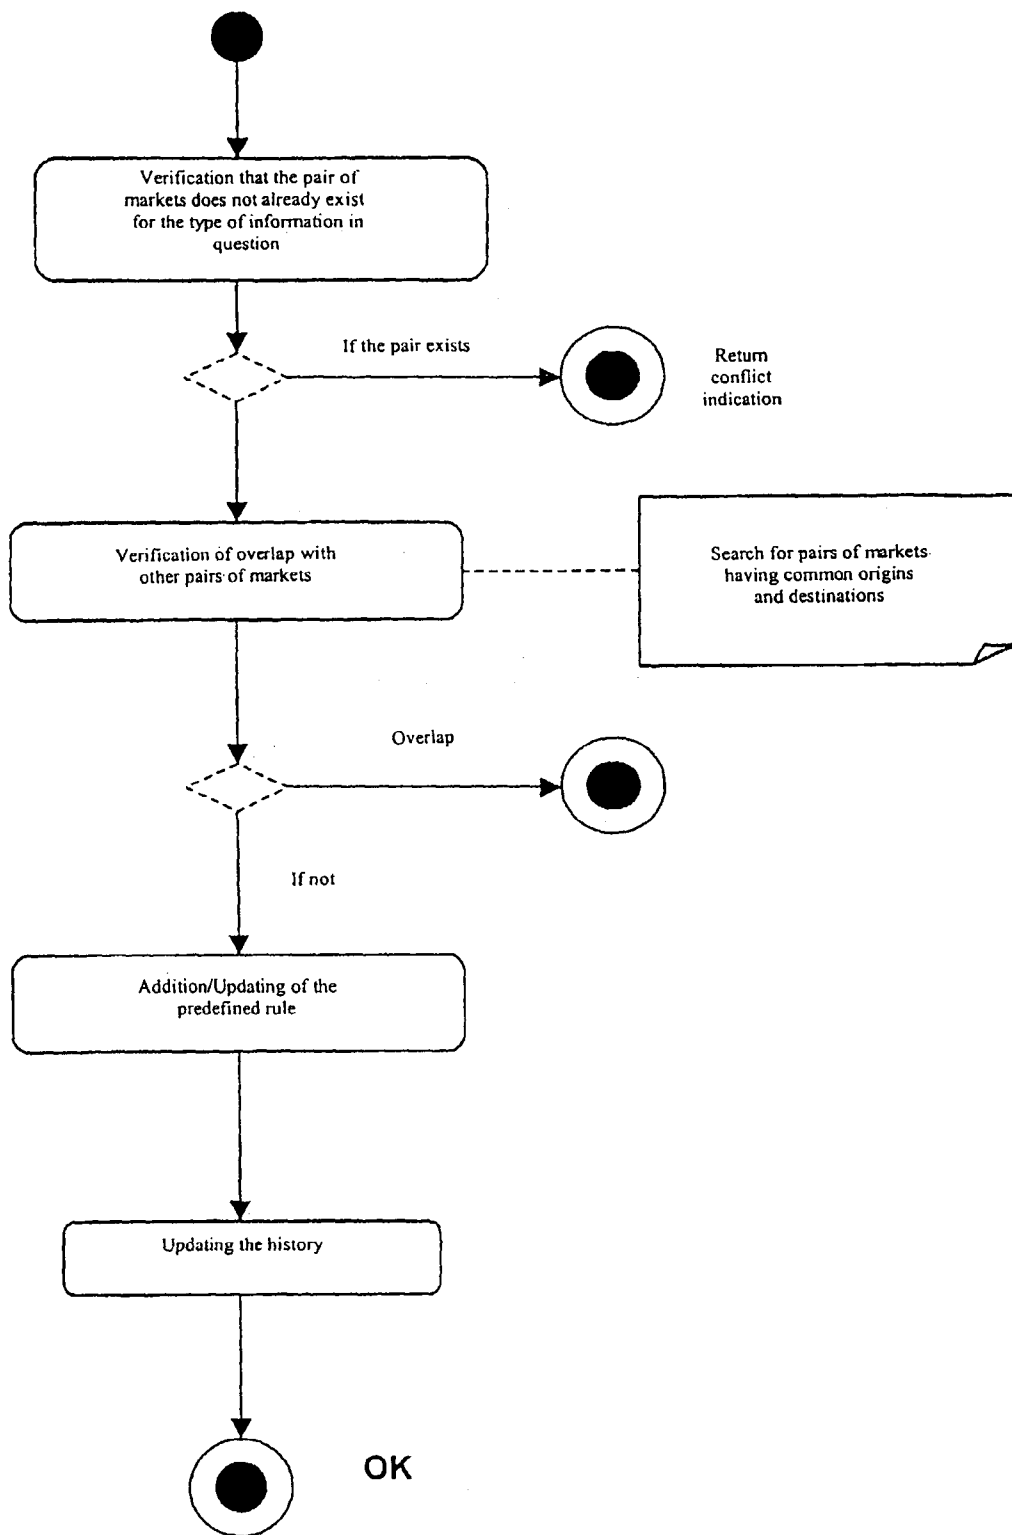 Verification that the pair of
markets does not already exist
for the type of information in
question
If the pair exists
Return
conflict
indication
Verification of overlap with
other pairs of markets
Search for pairs of markets
having common origins
and destinations
Overlap
If not
Addition/Updating of the
predefined rule
Updating the history
OK